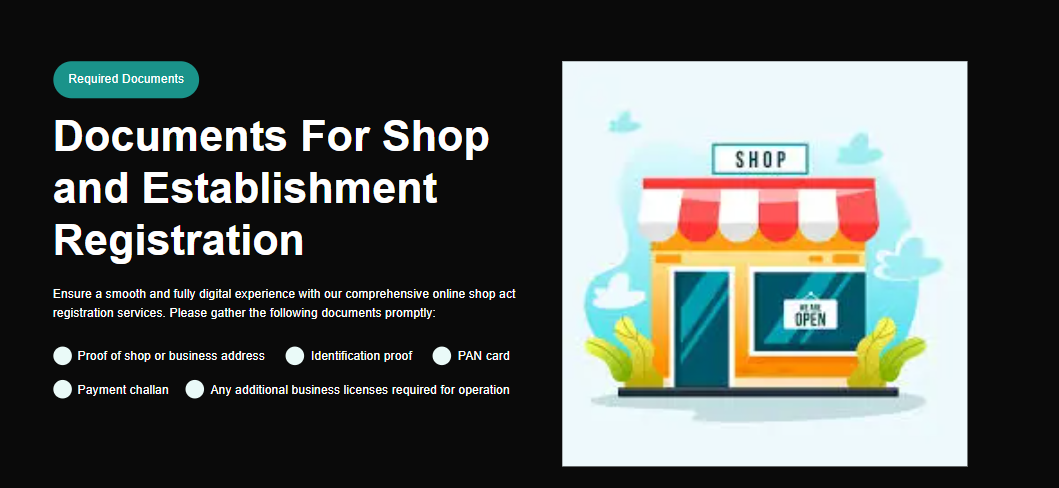 Required Documents
Documents For Shop
and Establishment
Registration
Ensure a smooth and fully digital experience with our comprehensive online shop act
registration services. Please gather the following documents promptly:
Proof of shop or business address
Identification proof
PAN card
Payment challan
Any additional business licenses required for operation
SHOP
WE ARE
OPEN